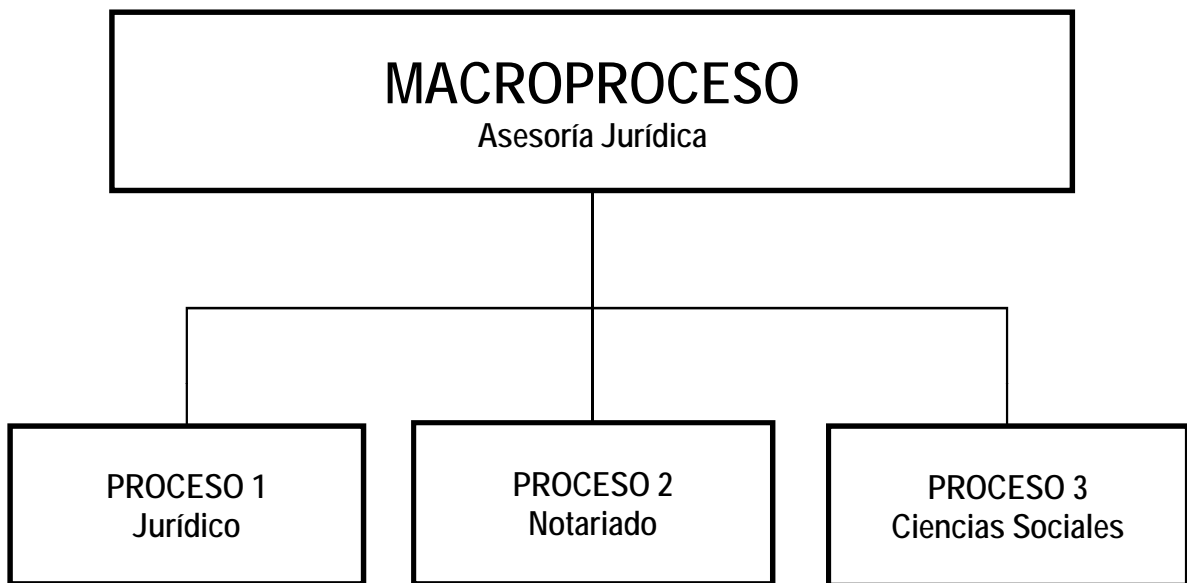 MACROPROCESO
Asesoría Jurídica
PROCESO 1
Jurídico
PROCESO 2
Notariado
PROCESO 3
Ciencias Sociales